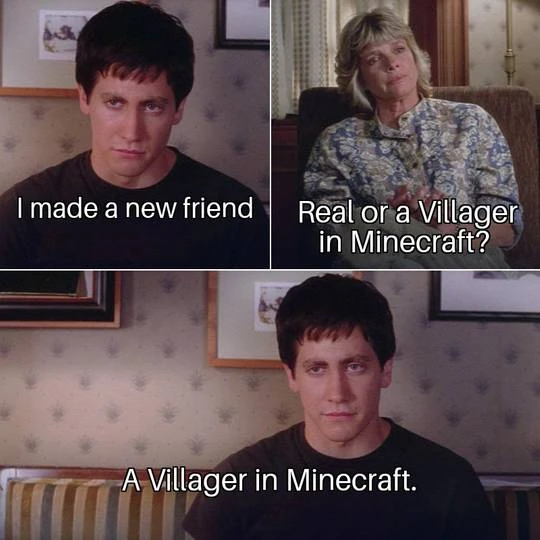 I made a new friend
Real or a Villager
in Minecraft?
A Villager in Minecraft.